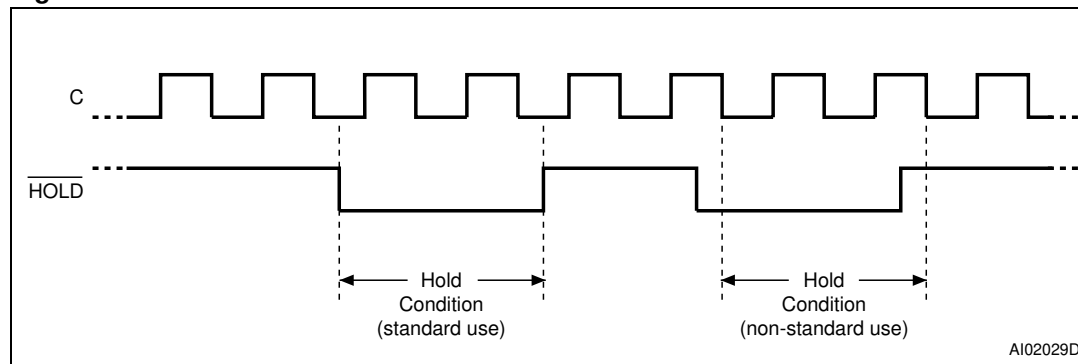 C
HOLD
Hold
Condition
(standard use)
Hold
Condition
(non-standard use)
AI02029D